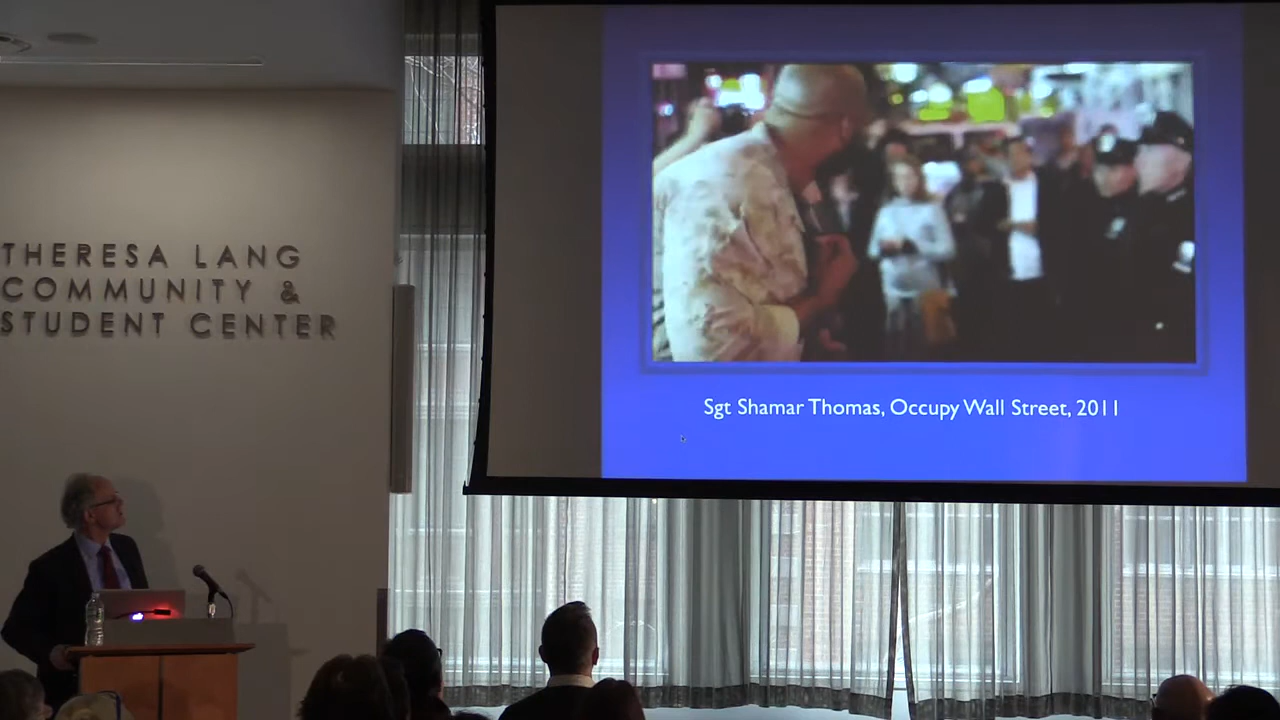 THERESA LANG
COMMUNITY &
STUDENT CENTER
Sgt Shamar Thomas, Occupy Wall Street, 2011